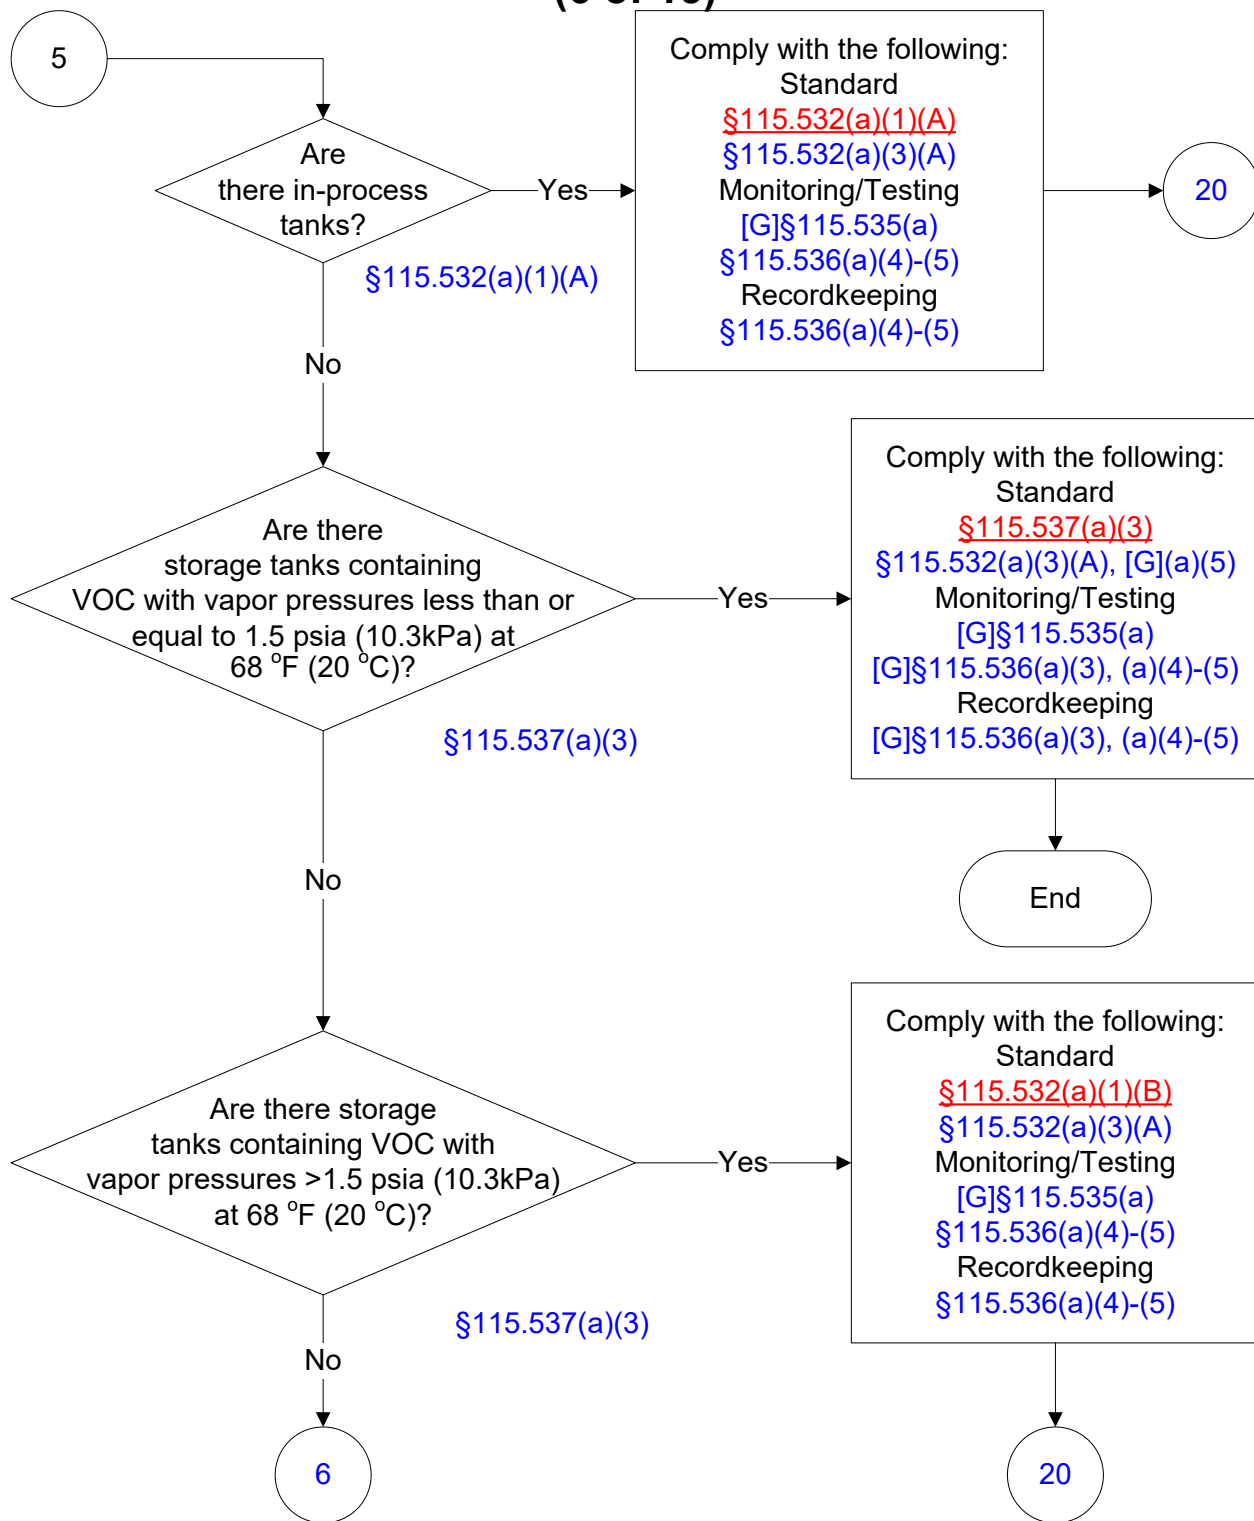 5
Are
there in-process
tanks?
Yes
Comply with the following:
Standard
§115.532(a)(1)(A)
§115.532(a)(3)(A)
Monitoring/Testing
[G]§115.535(a)
§115.536(a)(4)-(5)
Recordkeeping
§115.536(a)(4)-(5)
20
§115.532(a)(1)(A)
No
Are there
storage tanks containing
VOC with vapor pressures less than or
equal to 1.5 psia (10.3kPa) at
68 °F (20 °C)?
Yes
Comply with the following:
Standard
§115.537(a)(3)
§115.532(a)(3)(A), [G](a)(5)
Monitoring/Testing
[G]§115.535(a)
[G]§115.536(a)(3), (a)(4)-(5)
Recordkeeping
[G]§115.536(a)(3), (a)(4)-(5)
§115.537(a)(3)
No
End
Are there storage
tanks containing VOC with
vapor pressures >1.5 psia (10.3kPa)
at 68 °F (20 °C)?
Yes
Comply with the following:
Standard
§115.532(a)(1)(B)
§115.532(a)(3)(A)
Monitoring/Testing
[G]§115.535(a)
§115.536(a)(4)-(5)
Recordkeeping
§115.536(a)(4)-(5)
§115.537(a)(3)
No
6
20